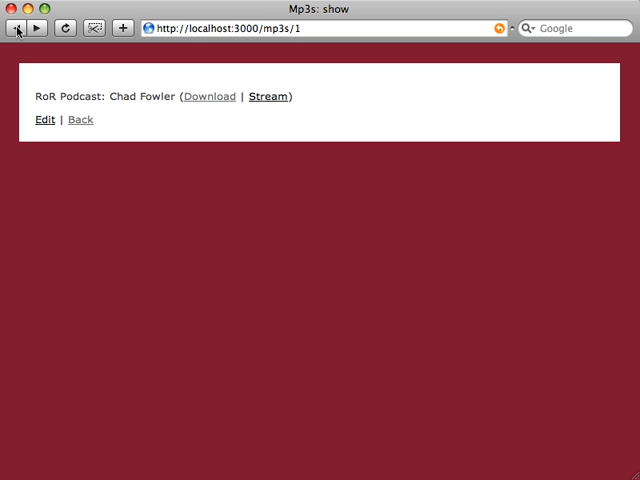 Mp3s: show
http://localhost:3000/mp3s/1
Google
RoR Podcast: Chad Fowler (Download | Stream)
Edit | Back